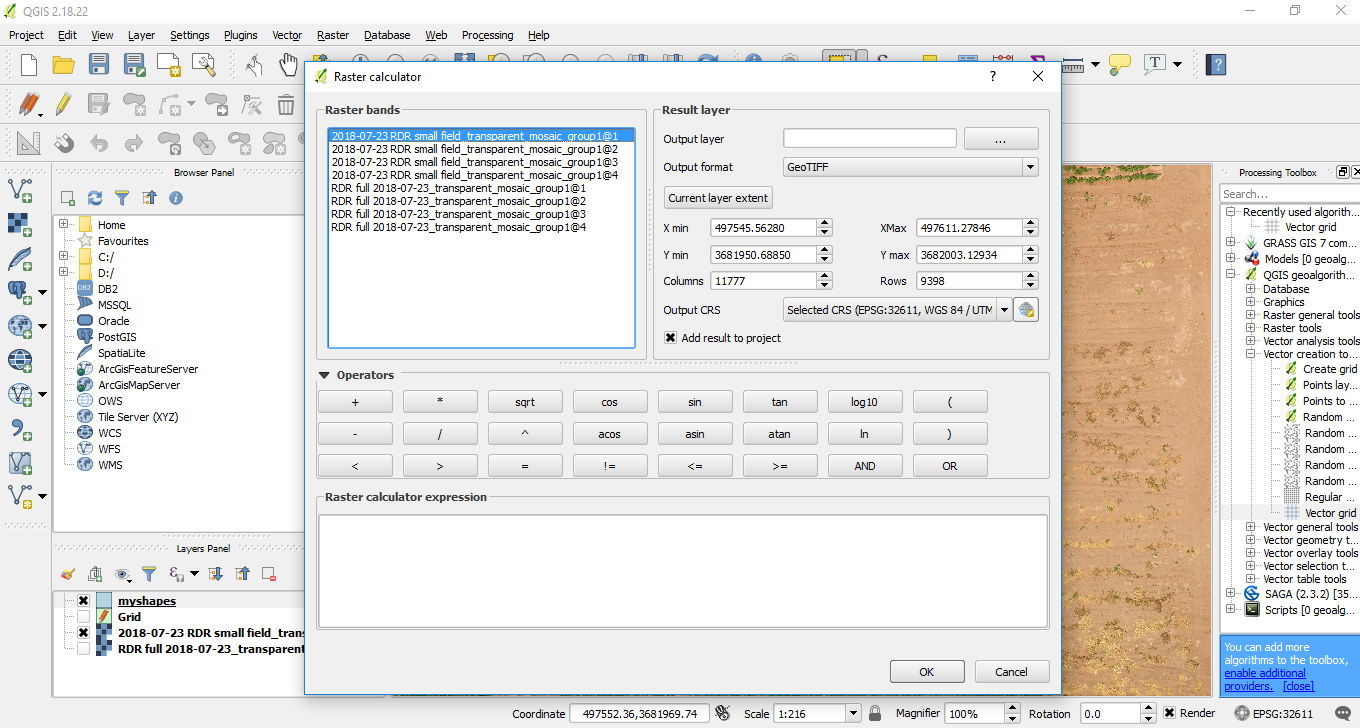 QGIS 2.18.22
Project Edit View Layer Settings Plugins Vector Raster Database Web Processing Help
Raster calculator
?
Raster bands
2018-07-23 RDR small field_transparent_mosaic_group1@1
2018-07-23 RDR small field_transparent_mosaic_group1@2
2018-07-23 RDR small field_transparent_mosaic_group1@3
2018-07-23 RDR small field_transparent_mosaic_group1@4
RDR full 2018-07-23_transparent_mosaic_group1@1
RDR full 2018-07-23_transparent_mosaic_group1@2
RDR full 2018-07-23_transparent_mosaic_group1@3
RDR full 2018-07-23_transparent_mosaic_group1@4
Result layer
Output layer ...
Output format GeoTIFF
Current layer extent
X min 497545.56280 XMax 497611.27846
Y min 3681950.68850 Y max 3682003.12934
Columns 11777 Rows 9398
Output CRS Selected CRS (EPSG:32611, WGS 84 / UTM
Add result to project
Operators
+ * sqrt cos sin tan log10 (
- / ^ acos asin atan ln )
< > = != <= >= AND OR
Raster calculator expression
OK Cancel
Browser Panel
Home
Favourites
C:/
D:/
DB2
MSSQL
Oracle
PostGIS
SpatiaLite
ArcGisFeatureServer
ArcGisMapServer
OWS
Tile Server (XYZ)
WCS
WFS
WMS
Layers Panel
myshapes
Grid
2018-07-23 RDR small field_trans
RDR full 2018-07-23_transparent
Processing Toolbox
Search...
Recently used algorith...
Vector grid
GRASS GIS 7 com...
Models [0 geoalg...
QGIS geoalgorith...
Database
Graphics
Raster general tools
Raster tools
Vector analysis tools
Vector creation to...
Create grid
Points lay...
Points to ...
Random ...
Random ...
Random ...
Random ...
Random ...
Regular ...
Vector grid
Vector general tools
Vector geometry t...
Vector overlay tools
Vector selection t...
Vector table tools
SAGA (2.3.2) [35...
Scripts [0 geoalg...
You can add more
algorithms to the toolbox,
enable additional
providers. [close]
Coordinate 497552.36,3681969.74 Scale 1:216 Magnifier 100% Rotation 0.0 Render EPSG:32611